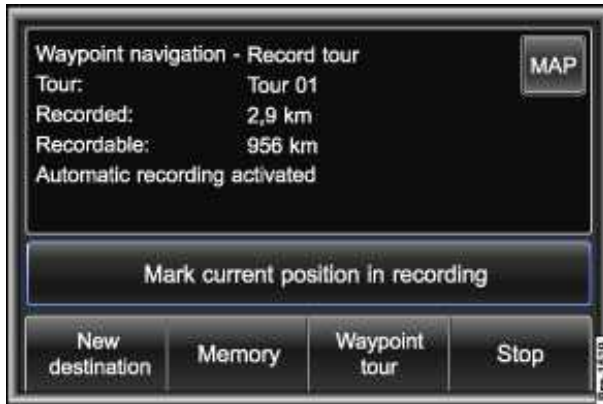 Waypoint navigation - Record tour
MAP
Tour: Tour 01
Recorded: 2,9 km
Recordable: 956 km
Automatic recording activated
Mark current position in recording
New destination
Memory
Waypoint tour
Stop